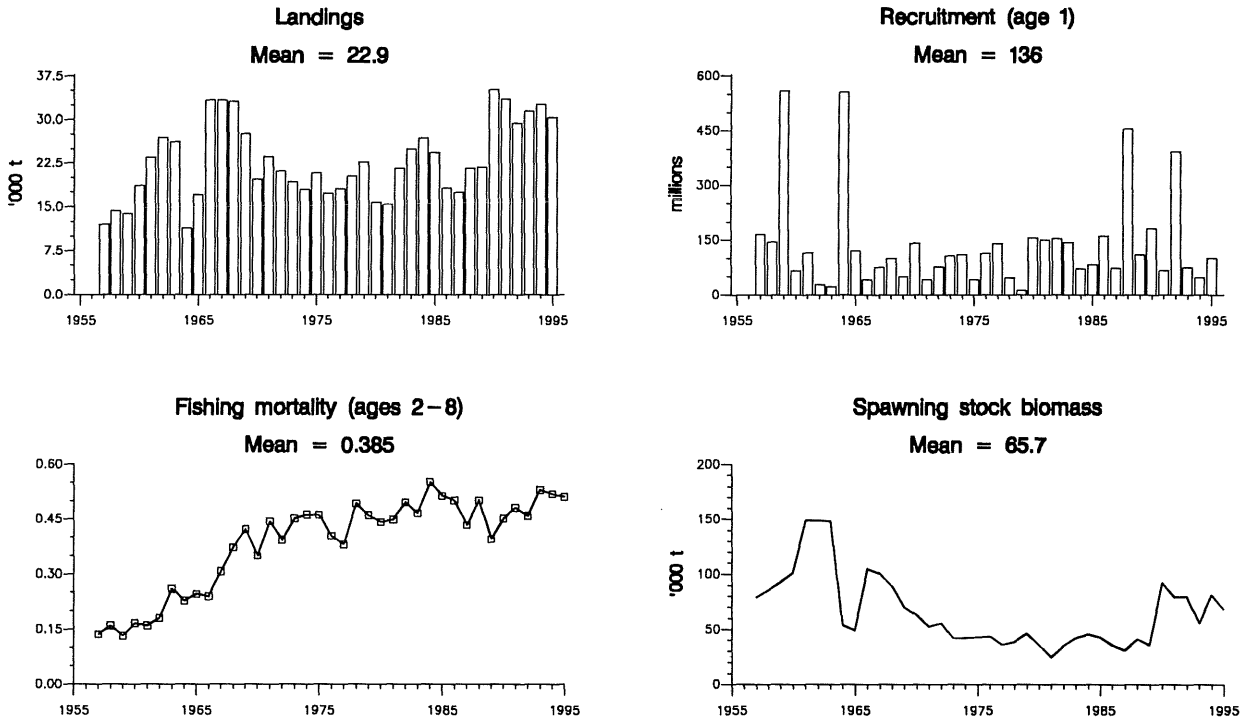 Landings
Mean = 22.9
37.5
30.0
22.5
15.0
7.5
0.0
'000 t
1955 1965 1975 1985 1995
Recruitment (age 1)
Mean = 136
600
450
300
150
0
millions
1955 1965 1975 1985 1995
Fishing mortality (ages 2-8)
Mean = 0.385
0.60
0.45
0.30
0.15
0.00
1955 1965 1975 1985 1995
Spawning stock biomass
Mean = 65.7
200
150
100
50
0
'000 t
1955 1965 1975 1985 1995